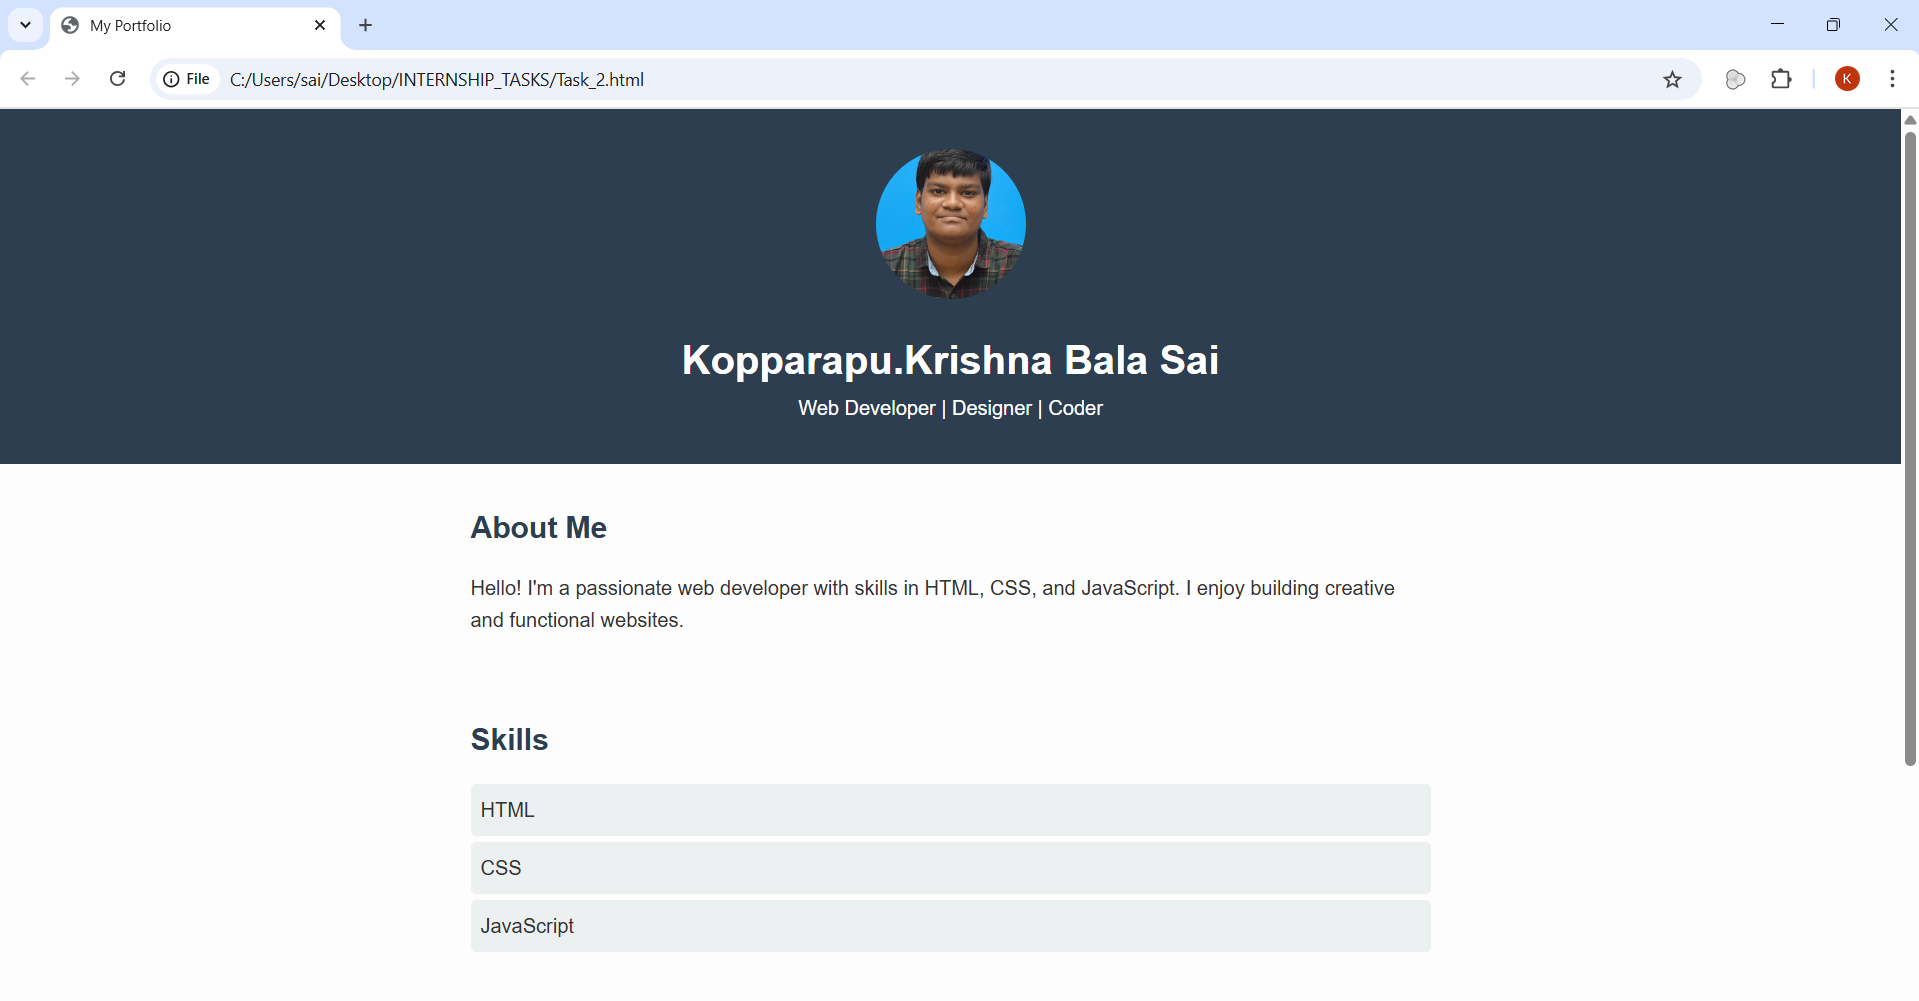 My Portfolio
File C:/Users/sai/Desktop/INTERNSHIP_TASKS/Task_2.html
K
Kopparapu.Krishna Bala Sai
Web Developer | Designer | Coder
About Me
Hello! I'm a passionate web developer with skills in HTML, CSS, and JavaScript. I enjoy building creative
and functional websites.
Skills
HTML
CSS
JavaScript